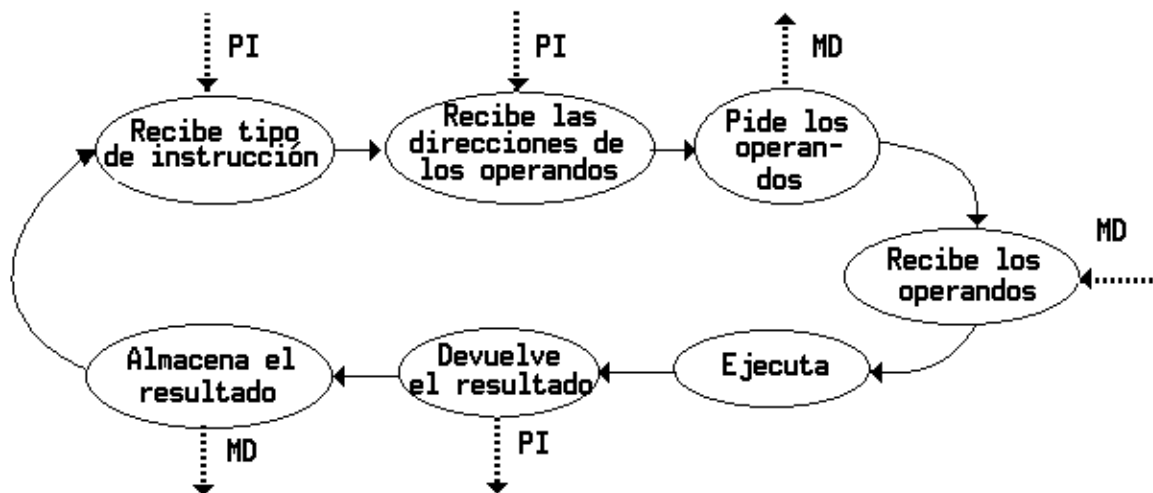 PI
PI
MD
Recibe tipo
de instrucción
Recibe las
direcciones de
los operandos
Pide los
operan-
dos
MD
Recibe los
operandos
Almacena el
resultado
Devuelve
el resultado
Ejecuta
MD
PI